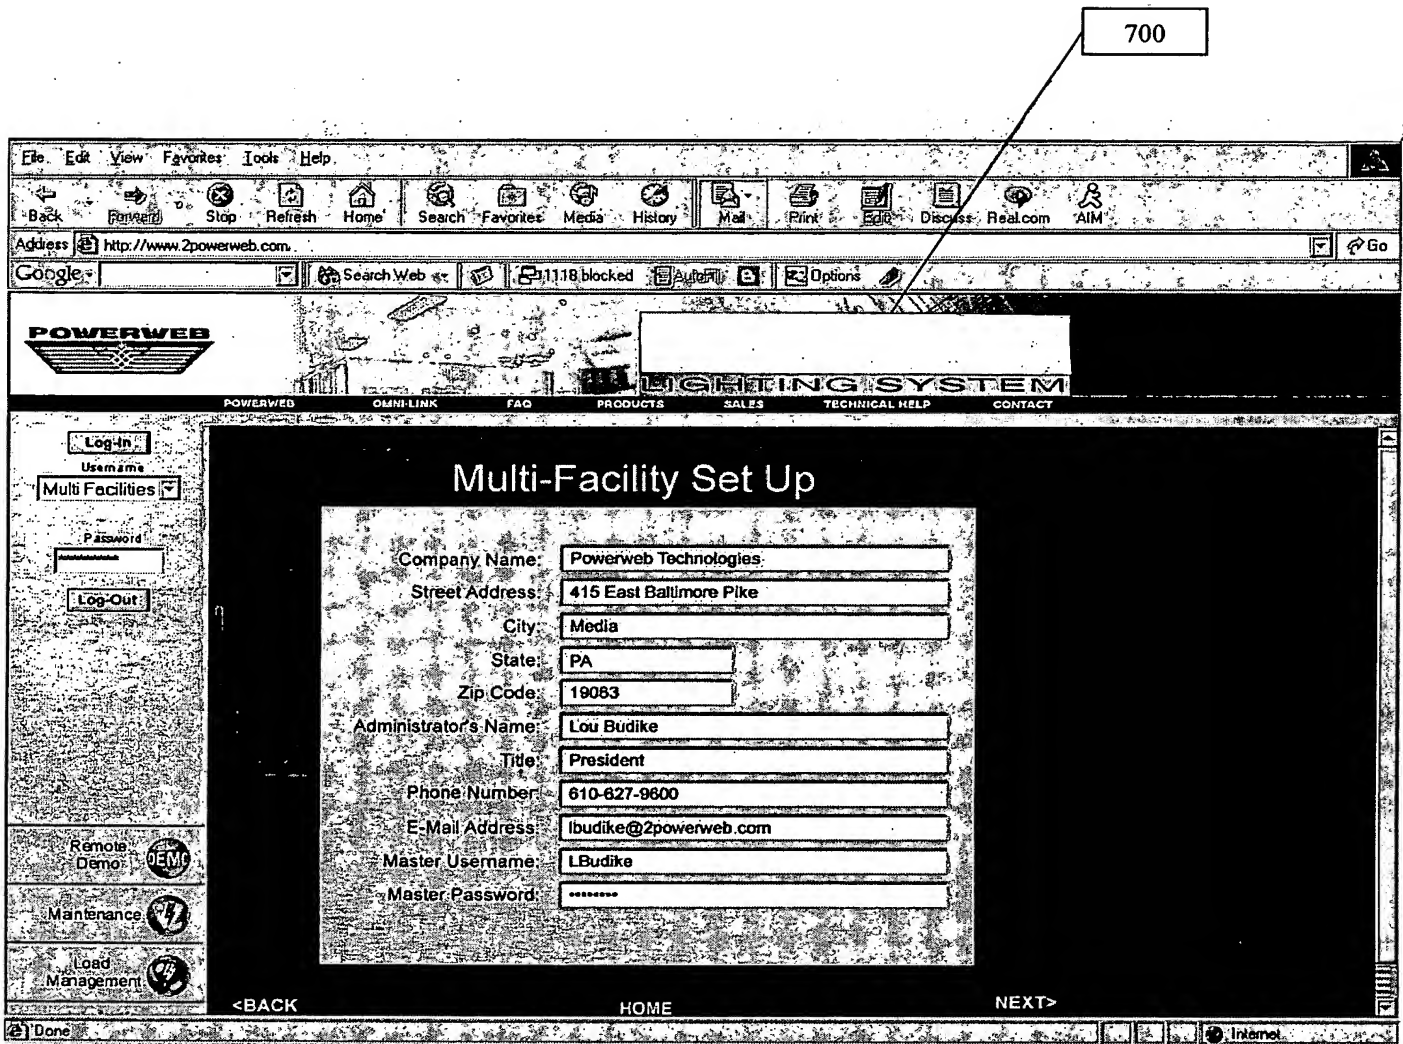 700
File Edit View Favorites Tools Help
Back Forward Stop Refresh Home Search Favorites Media History Mail Print Edit Discuss Real.com AIM
Address http://www.2powerweb.com Go
Google Search Web 1118 blocked AutoFill Options
POWERWEB
LIGHTING SYSTEM
POWERWEB OMNI-LINK FAQ PRODUCTS SALES TECHNICAL HELP CONTACT
Log-In
Username
Multi Facilities
Password
Log-Out
Multi-Facility Set Up
Company Name: Powerweb Technologies
Street Address: 415 East Baltimore Pike
City: Media
State: PA
Zip Code: 19063
Administrator's Name: Lou Budike
Title: President
Phone Number: 610-627-9600
E-Mail Address: lbudike@2powerweb.com
Master Username: LBudike
Master Password: ••••••••
Remote
Demo DEMO
Maintenance
Load
Management
<BACK HOME NEXT>
Done Internet